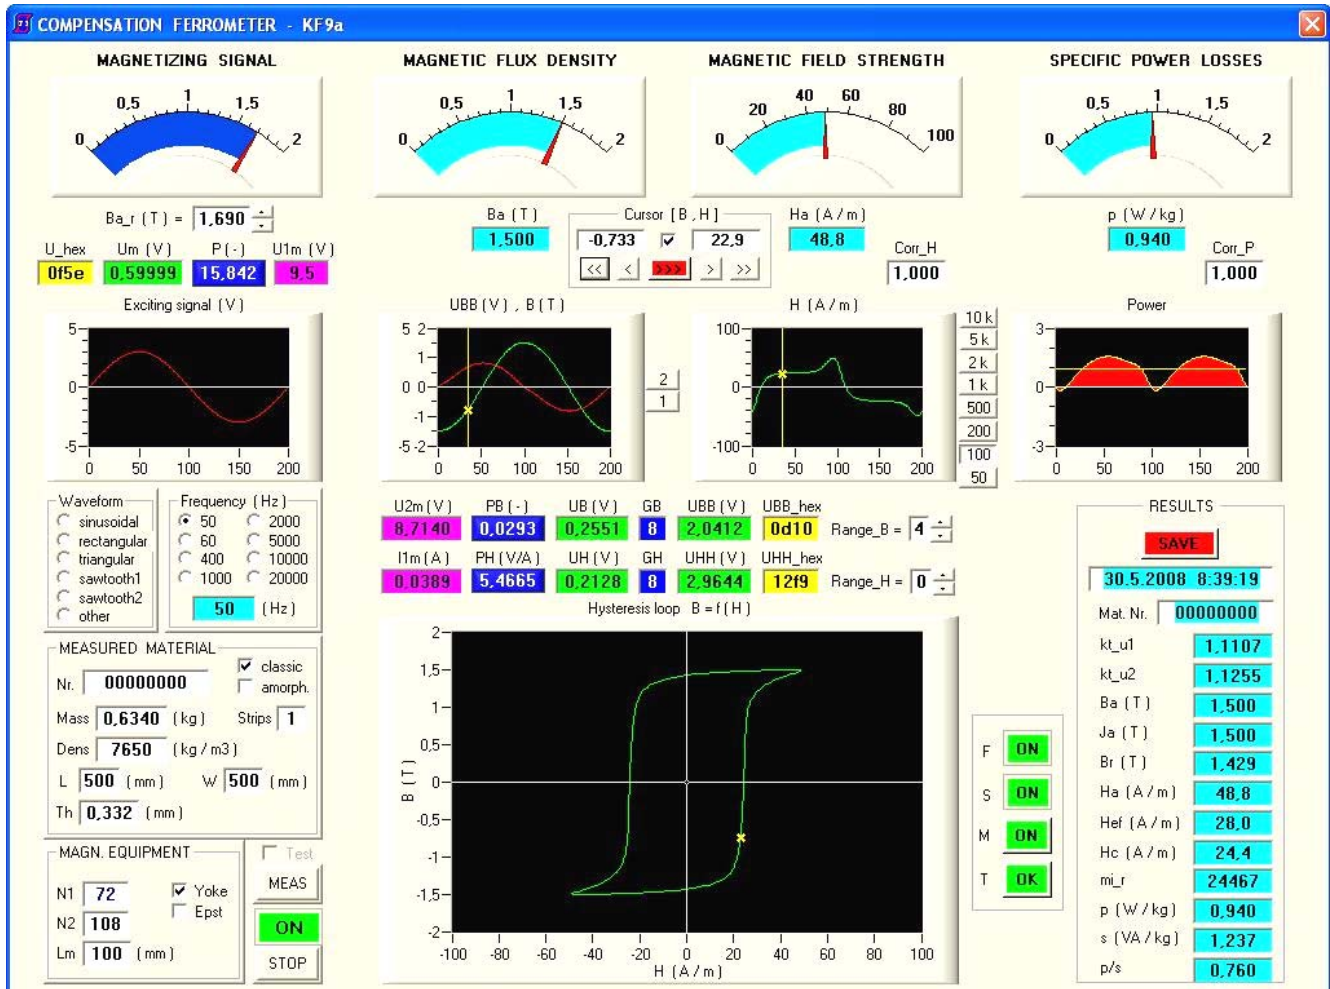 COMPENSATION FERROMETER - KF9a
MAGNETIZING SIGNAL
0 0,5 1 1,5 2
MAGNETIC FLUX DENSITY
0 0,5 1 1,5 2
MAGNETIC FIELD STRENGTH
0 20 40 60 80 100
SPECIFIC POWER LOSSES
0 0,5 1 1,5 2
Ba_r (T) = 1,690
U_hex Um (V) P (-) U1m (V)
0f5e 0,59999 15,842 9,5
Ba (T)
1,500
Cursor [B,H]
-0,733 22,9
<< < >>> > >>
Ha (A/m)
48,8
Corr_H
1,000
p (W/kg)
0,940
Corr_P
1,000
Exciting signal (V)
5
0
-5
0 50 100 150 200
UBB (V) , B (T)
5 2
1
0 0
-1
-5 -2
0 50 100 150 200
2
1
H (A/m)
100
0
-100
0 50 100 150 200
10 k
5 k
2 k
1 k
500
200
100
50
Power
3
0
-3
0 50 100 150 200
Waveform
sinusoidal
rectangular
triangular
sawtooth1
sawtooth2
other
Frequency (Hz)
50 2000
60 5000
400 10000
1000 20000
50 (Hz)
U2m (V) PB (-) UB (V) GB UBB (V) UBB_hex
8,7140 0,0293 0,2551 8 2,0412 0d10 Range_B = 4
I1m (A) PH (V/A) UH (V) GH UHH (V) UHH_hex
0,0389 5,4665 0,2128 8 2,9644 12f9 Range_H = 0
MEASURED MATERIAL
classic
Nr. 00000000 amorph.
Mass 0,6340 (kg) Strips 1
Dens 7650 (kg/m3)
L 500 (mm) W 500 (mm)
Th 0,332 (mm)
MAGN. EQUIPMENT
N1 72 Yoke
Epst
N2 108
Lm 100 (mm)
Test
MEAS
ON
STOP
Hysteresis loop B = f (H)
2
1,5
1
0,5
0
-0,5
-1
-1,5
-2
B (T)
-100 -80 -60 -40 -20 0 20 40 60 80 100
H (A/m)
F ON
S ON
M ON
T OK
RESULTS
SAVE
30.5.2008 8:39:19
Mat. Nr. 00000000
kt_u1 1,1107
kt_u2 1,1255
Ba (T) 1,500
Ja (T) 1,500
Br (T) 1,429
Ha (A/m) 48,8
Hef (A/m) 28,0
Hc (A/m) 24,4
mi_r 24467
p (W/kg) 0,940
s (VA/kg) 1,237
p/s 0,760